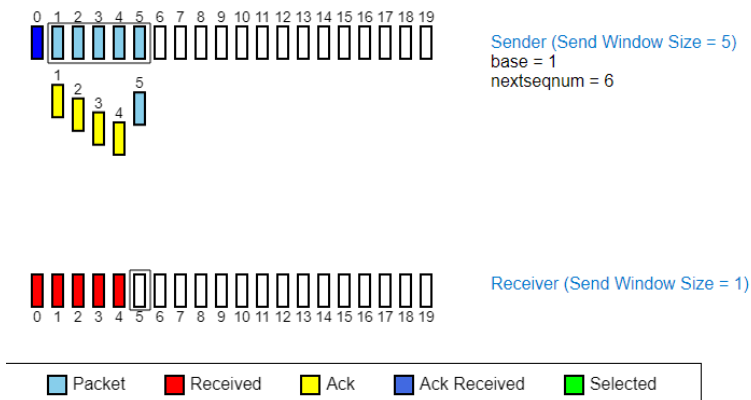 0 1 2 3 4 5 6 7 8 9 10 11 12 13 14 15 16 17 18 19
Sender (Send Window Size = 5)
base = 1
nextseqnum = 6
1
2
3
4
5
Receiver (Send Window Size = 1)
0 1 2 3 4 5 6 7 8 9 10 11 12 13 14 15 16 17 18 19
Packet Received Ack Ack Received Selected